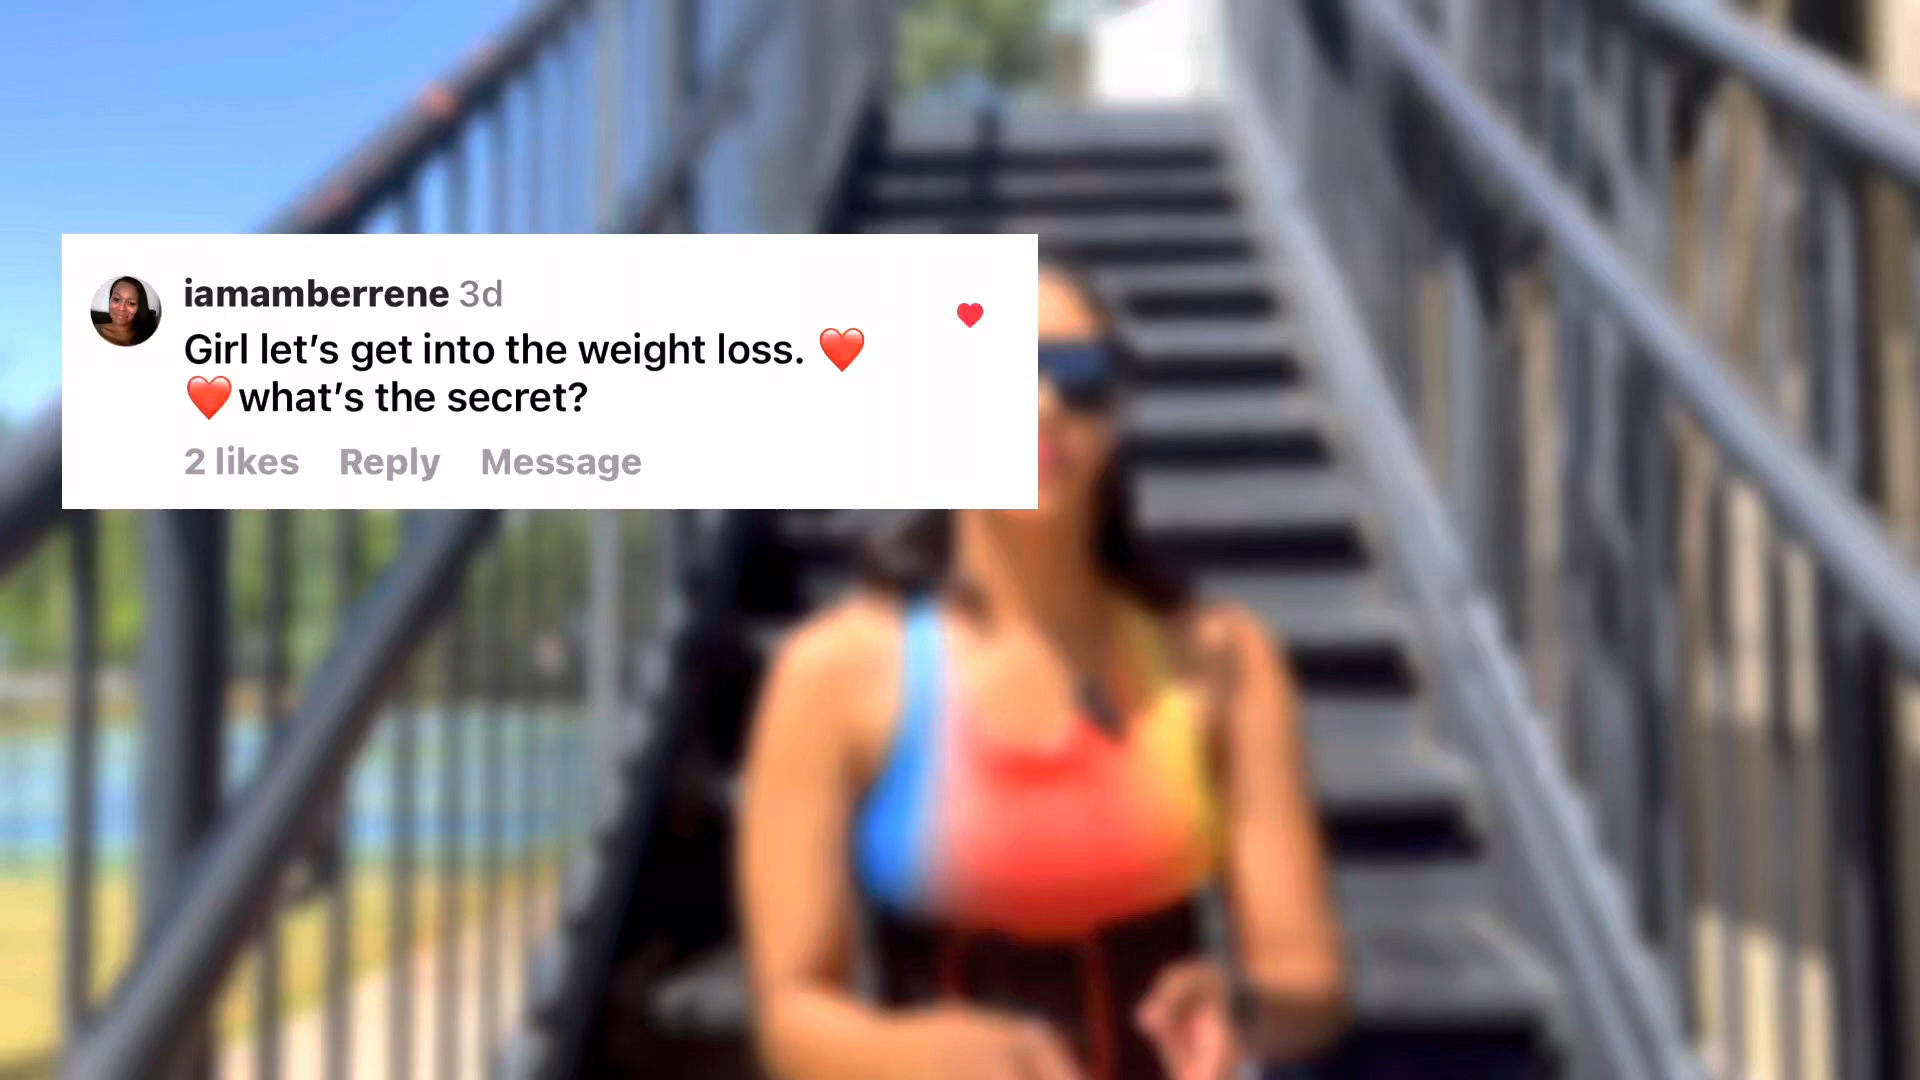 iamamberrene 3d
Girl let’s get into the weight loss. ❤️
❤️what’s the secret?
2 likes Reply Message